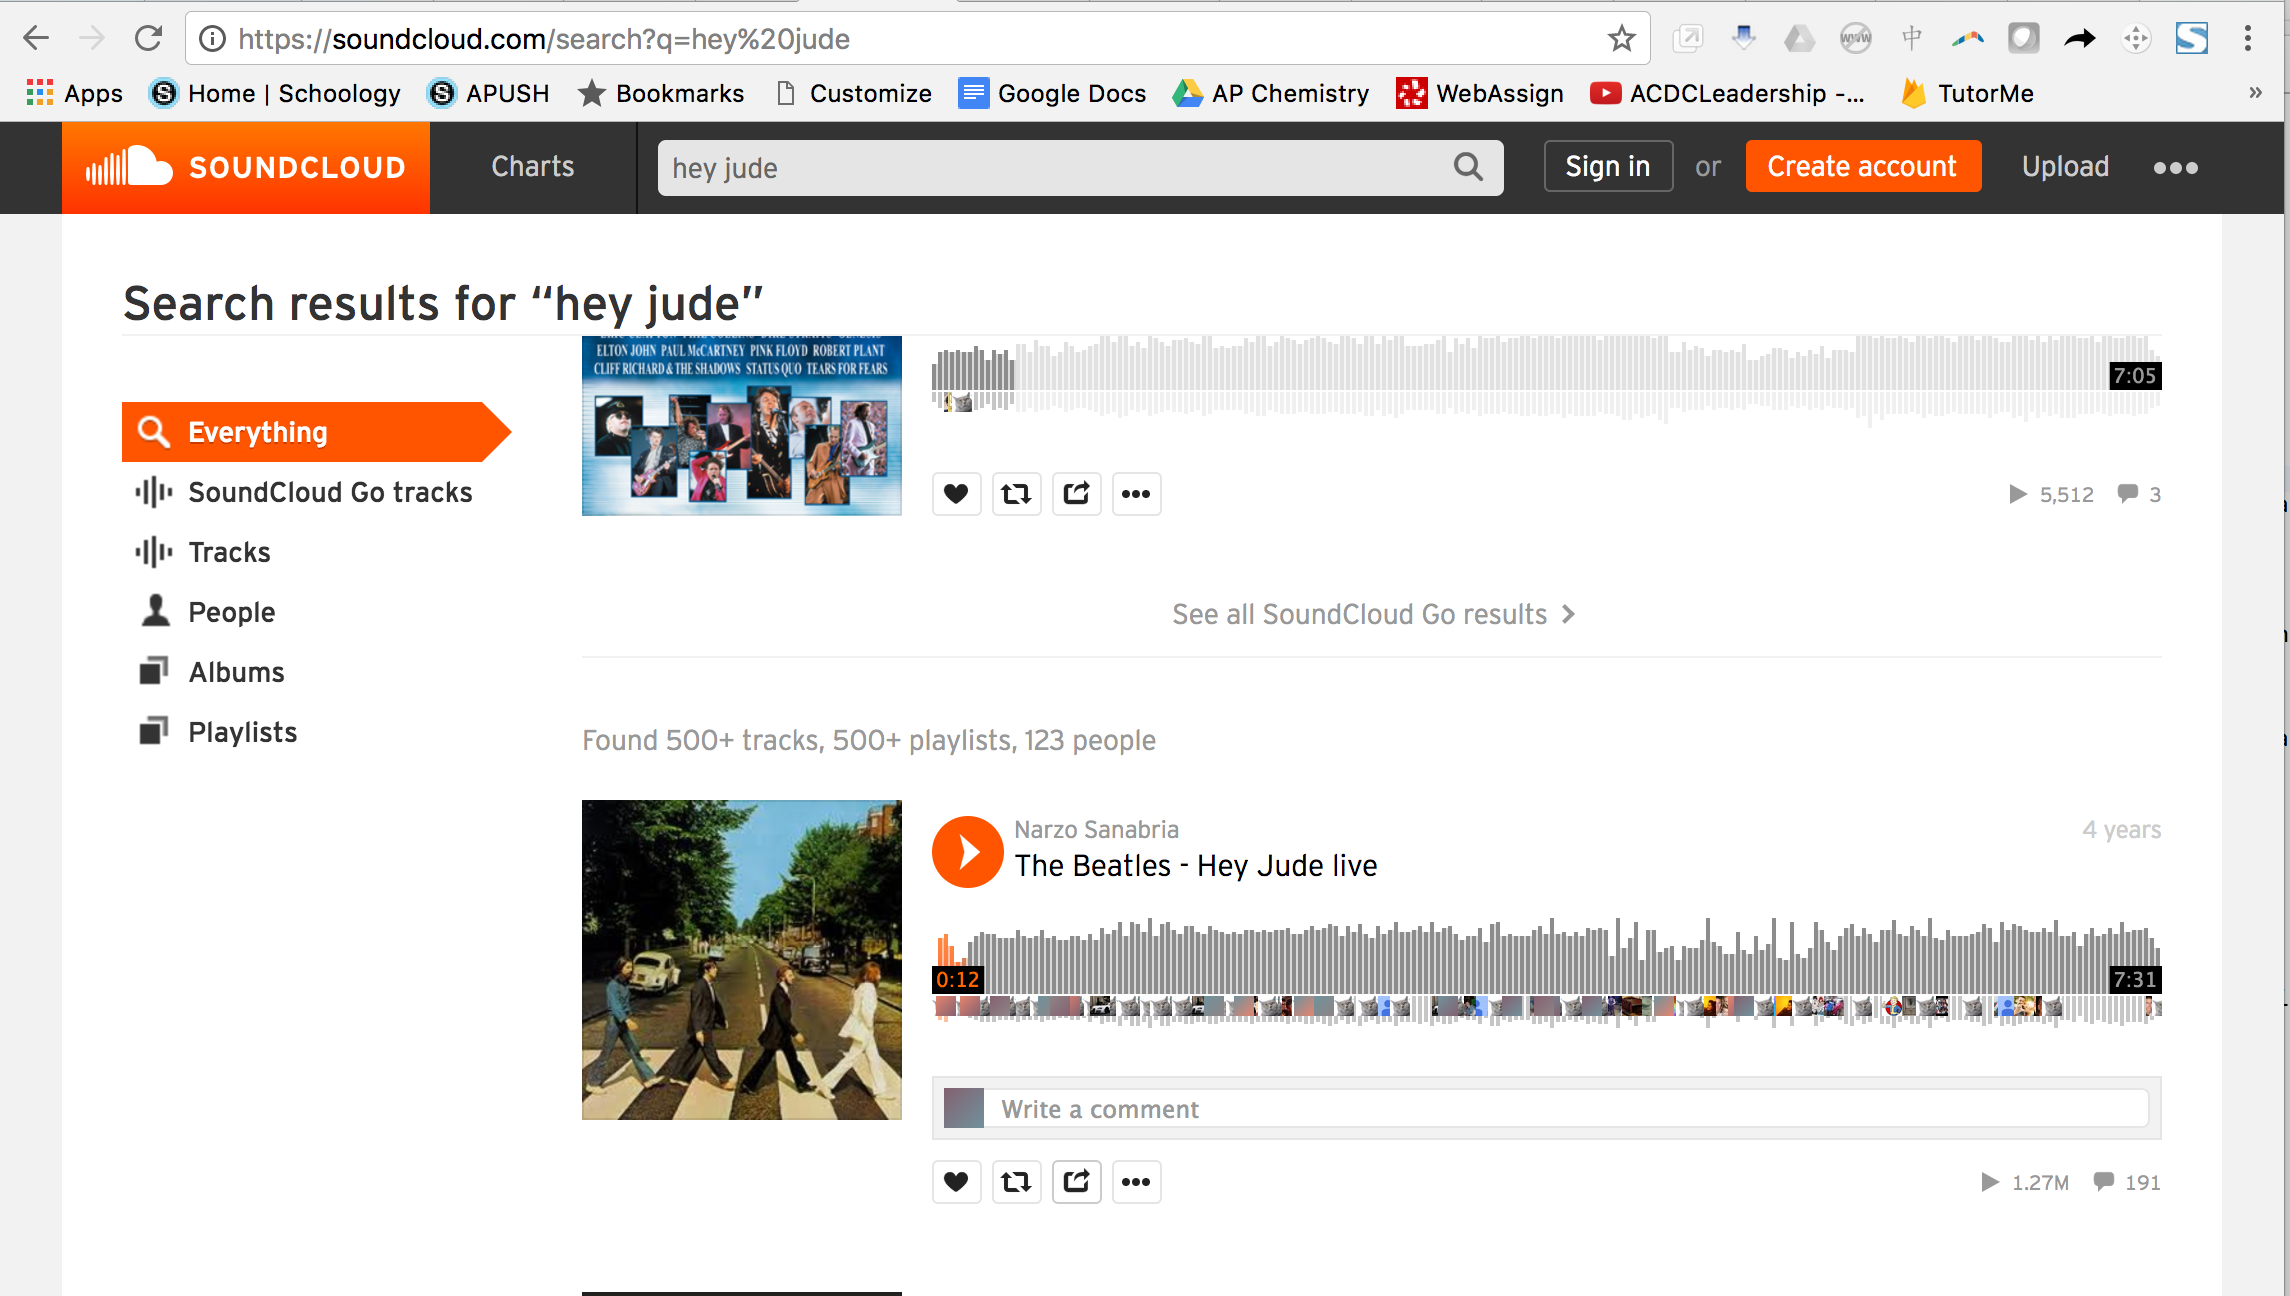 https://soundcloud.com/search?q=hey%20jude
Apps Home | Schoology APUSH Bookmarks Customize Google Docs AP Chemistry WebAssign ACDCLeadership -... TutorMe »
SOUNDCLOUD Charts hey jude Sign in or Create account Upload
Search results for “hey jude”
ELTON JOHN PAUL McCARTNEY PINK FLOYD ROBERT PLANT
CLIFF RICHARD & THE SHADOWS STATUS QUO TEARS FOR FEARS
7:05
Everything
SoundCloud Go tracks
Tracks
People
Albums
Playlists
5,512 3
See all SoundCloud Go results
Found 500+ tracks, 500+ playlists, 123 people
Narzo Sanabria 4 years
The Beatles - Hey Jude live
0:12 7:31
Write a comment
1.27M 191